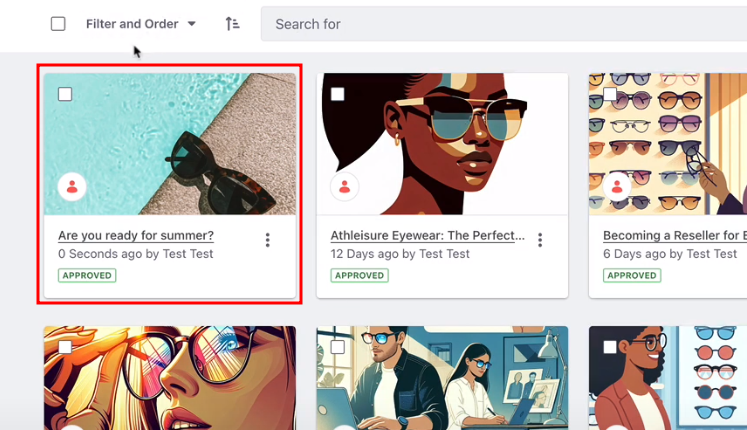 Filter and Order
Search for
Are you ready for summer?
0 Seconds ago by Test Test
APPROVED
Athleisure Eyewear: The Perfect...
12 Days ago by Test Test
APPROVED
Becoming a Reseller for
6 Days ago by Test Test
APPROVED